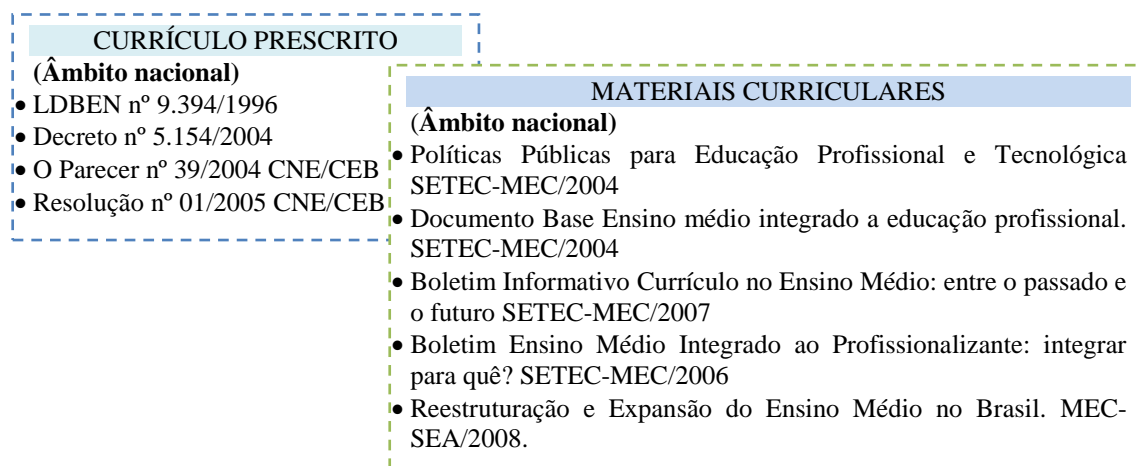 CURRÍCULO PRESCRITO
(Âmbito nacional)
• LDBEN nº 9.394/1996
• Decreto nº 5.154/2004
• O Parecer nº 39/2004 CNE/CEB
• Resolução nº 01/2005 CNE/CEB
MATERIAIS CURRICULARES
(Âmbito nacional)
• Políticas Públicas para Educação Profissional e Tecnológica
SETEC-MEC/2004
• Documento Base Ensino médio integrado a educação profissional.
SETEC-MEC/2004
• Boletim Informativo Currículo no Ensino Médio: entre o passado e
o futuro SETEC-MEC/2007
• Boletim Ensino Médio Integrado ao Profissionalizante: integrar
para quê? SETEC-MEC/2006
• Reestruturação e Expansão do Ensino Médio no Brasil. MEC-
SEA/2008.